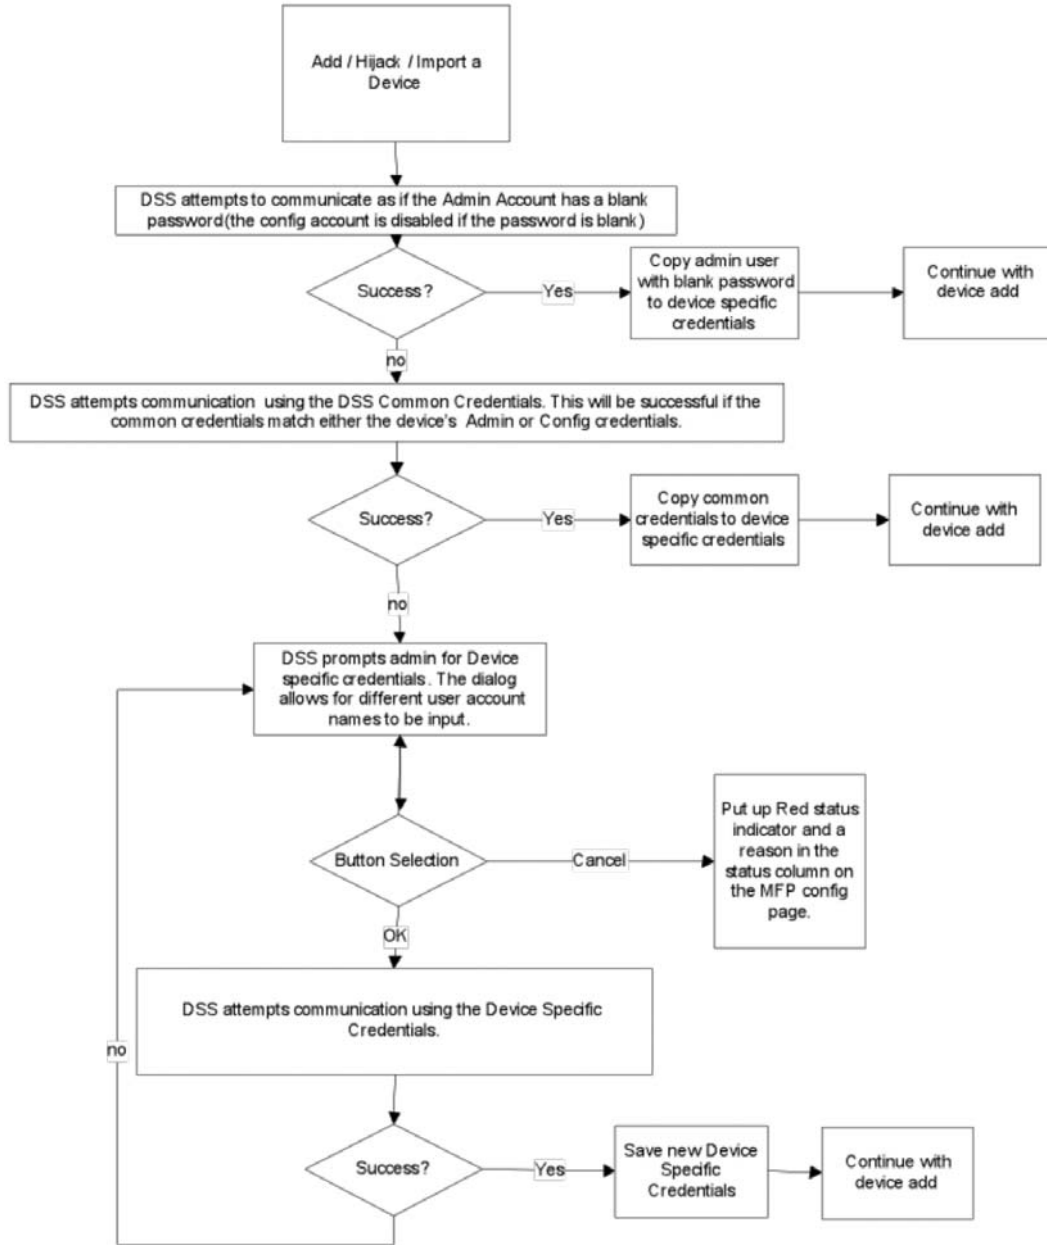 Add / Hijack / Import a
Device
DSS attempts to communicate as if the Admin Account has a blank
password(the config account is disabled if the password is blank)
Success?
Yes
Copy admin user
with blank password
to device specific
credentials
Continue with
device add
no
DSS attempts communication using the DSS Common Credentials. This will be successful if the
common credentials match either the device's Admin or Config credentials.
Success?
Yes
Copy common
credentials to device
specific credentials
Continue with
device add
no
DSS prompts admin for Device
specific credentials. The dialog
allows for different user account
names to be input.
Button Selection
Cancel
Put up Red status
indicator and a
reason in the
status column on
the MFP config
page.
OK
DSS attempts communication using the Device Specific
Credentials.
no
Success?
Yes
Save new Device
Specific
Credentials
Continue with
device add